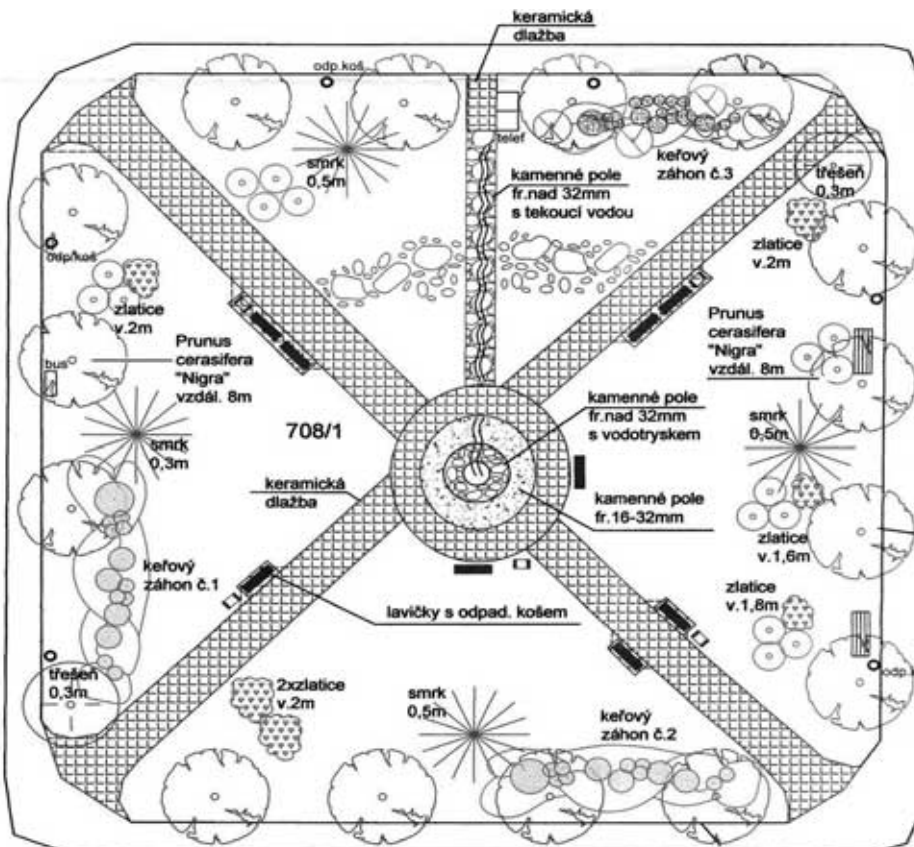 keramická
dlažba
odp.koš
telef
smrk
0,5m
kamenné pole
fr.nad 32mm
s tekoucí vodou
keřový
záhon č.3
třešeň
0,3m
odp.koš
zlatice
v.2m
zlatice
v.2m
Prunus
cerasifera
"Nigra"
vzdál. 8m
Prunus
cerasifera
"Nigra"
vzdál. 8m
bus
kamenné pole
fr.nad 32mm
s vodotryskem
708/1
smrk
0,3m
smrk
0,5m
keramická
dlažba
kamenné pole
fr.16-32mm
zlatice
v.1,6m
keřový
záhon č.1
zlatice
v.1,8m
lavičky s odpad. košem
třešeň
0,3m
odp
2xzlatice
v.2m
smrk
0,5m
keřový
záhon č.2